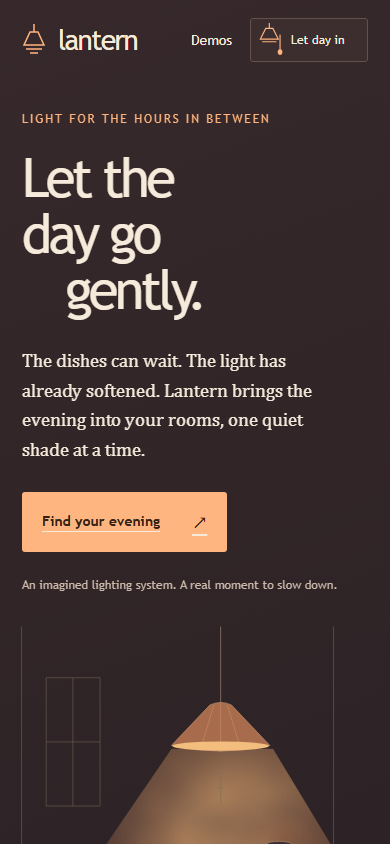 lantern
Demos
Let day in
LIGHT FOR THE HOURS IN BETWEEN
Let the
day go
gently.
The dishes can wait. The light has
already softened. Lantern brings the
evening into your rooms, one quiet
shade at a time.
Find your evening ↗
An imagined lighting system. A real moment to slow down.